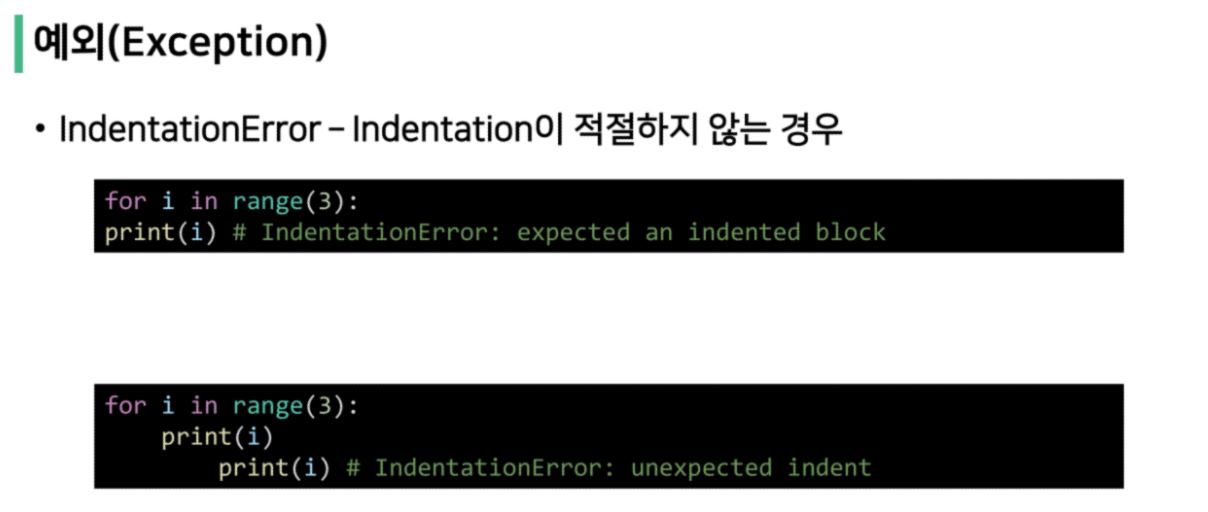 예외(Exception)
• IndentationError – Indentation이 적절하지 않는 경우
for i in range(3):
print(i) # IndentationError: expected an indented block
for i in range(3):
    print(i)
        print(i) # IndentationError: unexpected indent